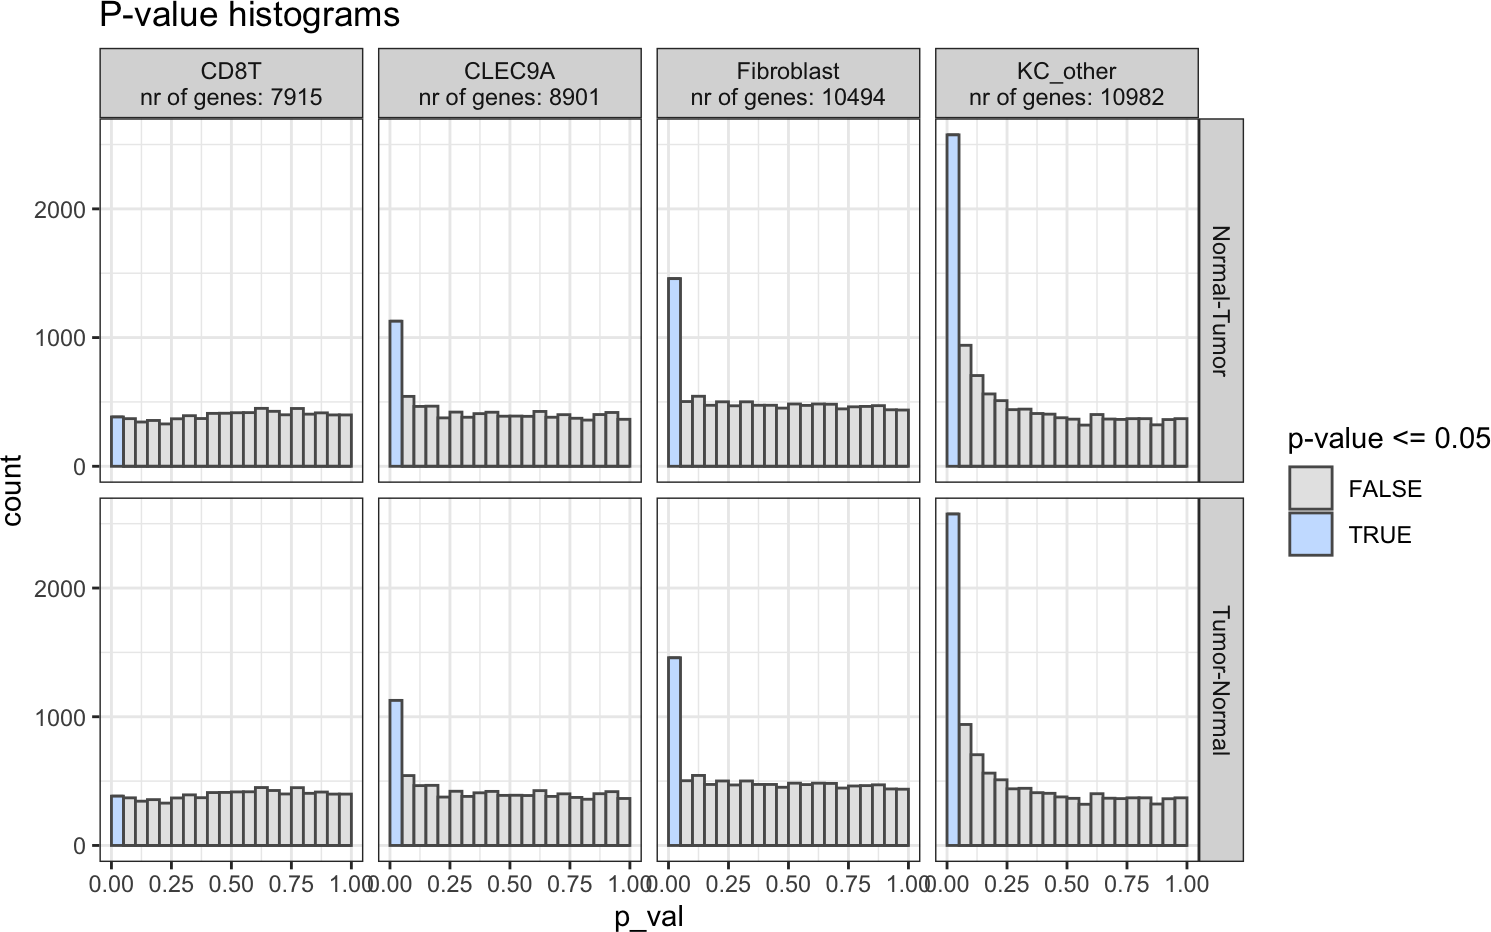 P-value histograms
CD8T
nr of genes: 7915
CLEC9A
nr of genes: 8901
Fibroblast
nr of genes: 10494
KC_other
nr of genes: 10982
2000
1000
0
Normal-Tumor
2000
1000
0
Tumor-Normal
count
0.00 0.25 0.50 0.75 1.00
0.00 0.25 0.50 0.75 1.00
0.00 0.25 0.50 0.75 1.00
0.00 0.25 0.50 0.75 1.00
p_val
p-value <= 0.05
FALSE
TRUE